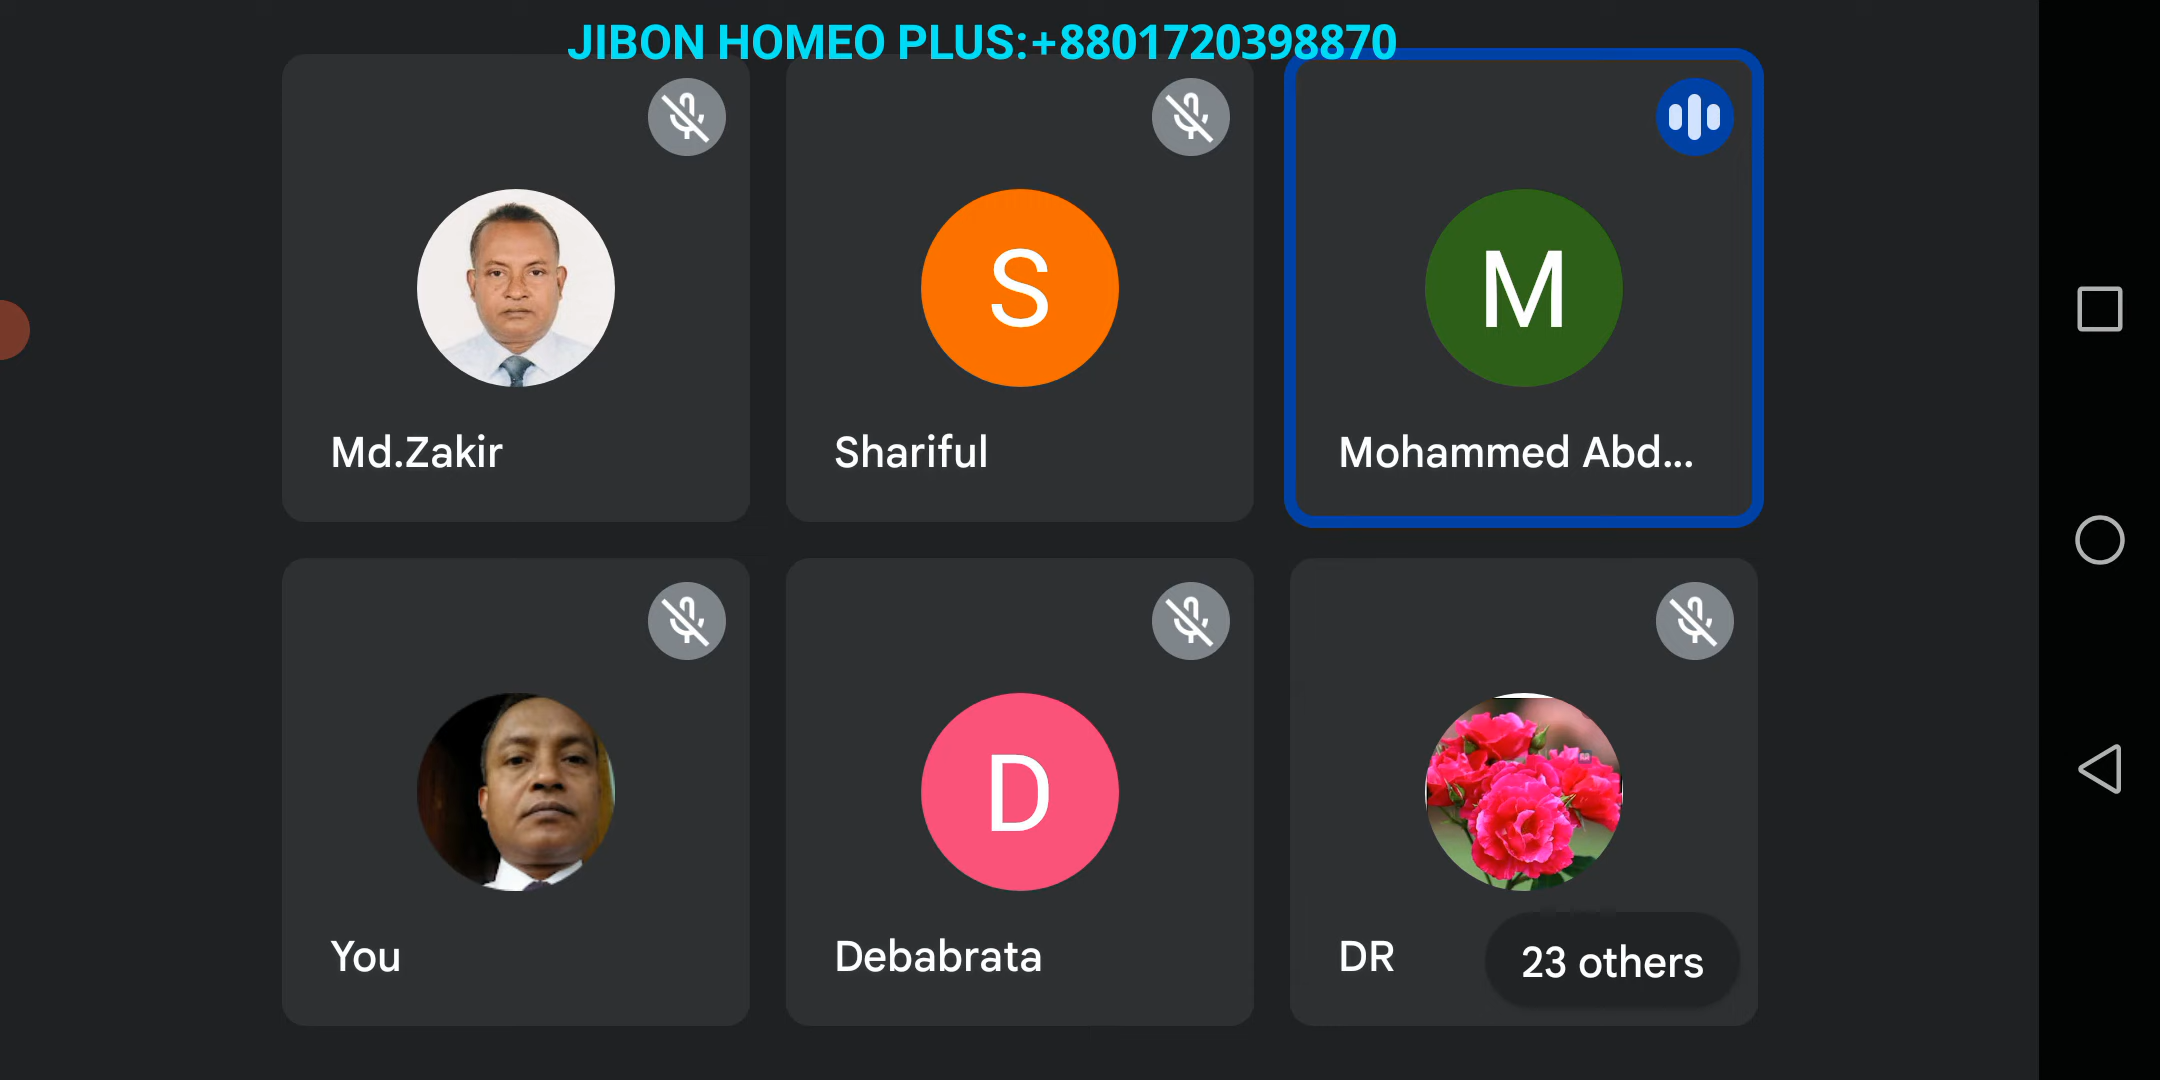 JIBON HOMEO PLUS:+8801720398870
S
M
Md.Zakir
Shariful
Mohammed Abd...
D
You
Debabrata
DR
23 others